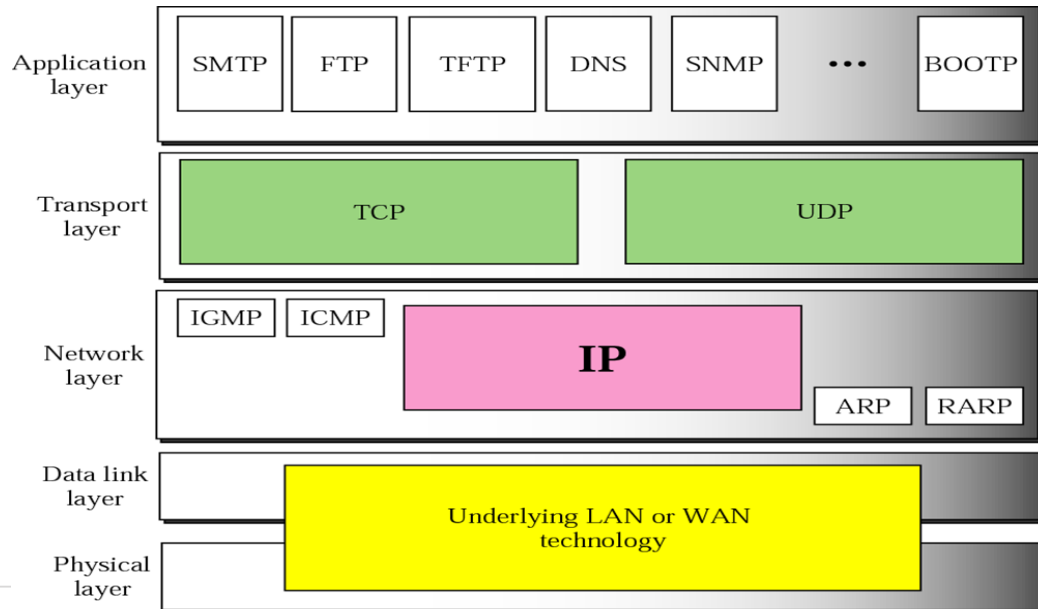 Application
layer
SMTP
FTP
TFTP
DNS
SNMP
•••
BOOTP
Transport
layer
TCP
UDP
Network
layer
IGMP
ICMP
IP
ARP
RARP
Data link
layer
Underlying LAN or WAN
technology
Physical
layer